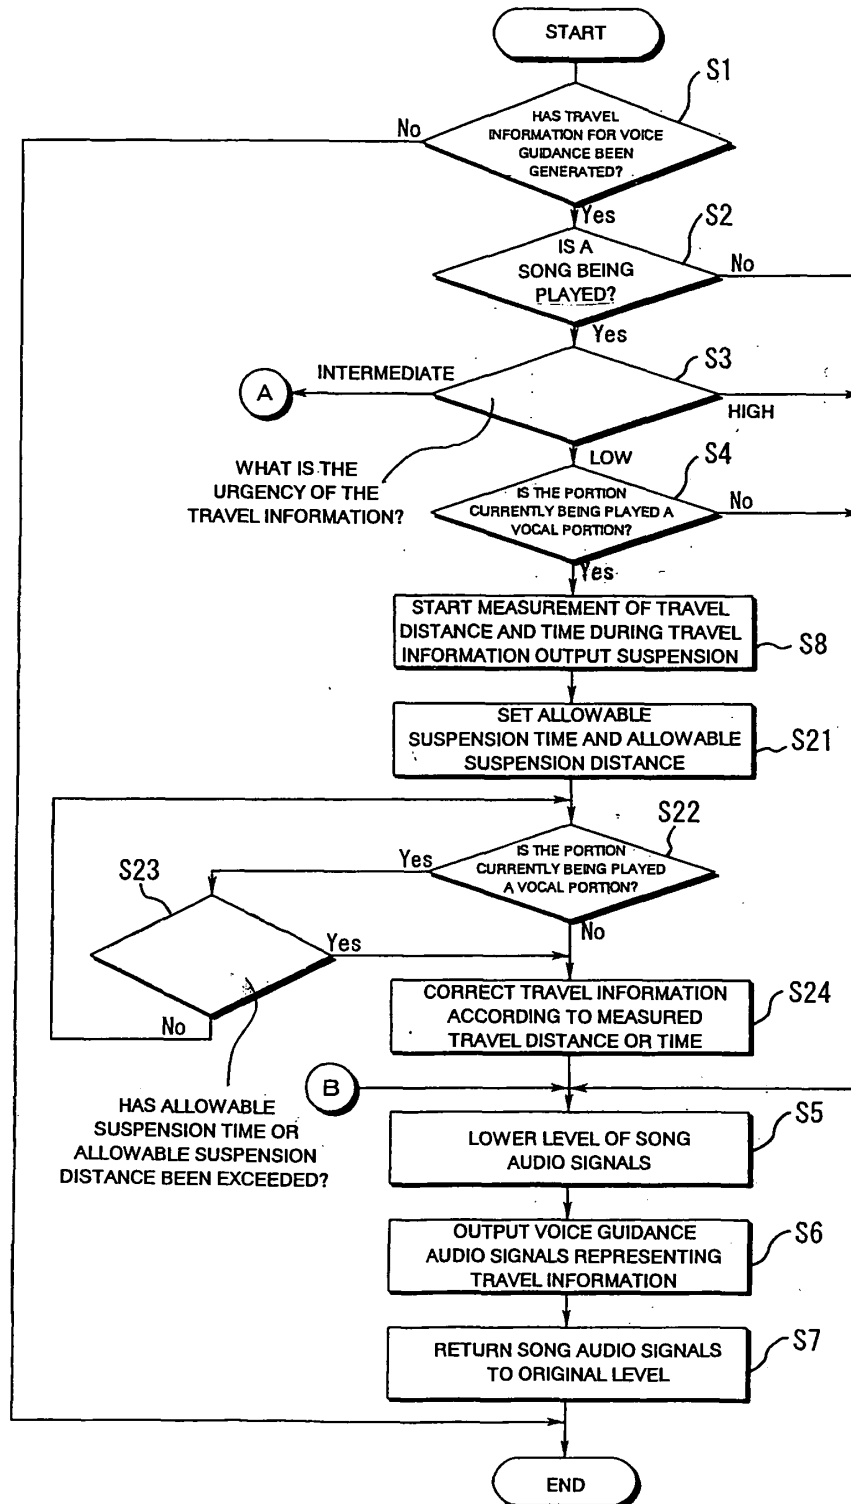 START
S1
No
HAS TRAVEL
INFORMATION FOR VOICE
GUIDANCE BEEN
GENERATED?
Yes
S2
IS A
SONG BEING
PLAYED?
No
Yes
S3
INTERMEDIATE
A
HIGH
LOW
WHAT IS THE
URGENCY OF THE
TRAVEL INFORMATION?
S4
IS THE PORTION
CURRENTLY BEING PLAYED A
VOCAL PORTION?
No
Yes
START MEASUREMENT OF TRAVEL
DISTANCE AND TIME DURING TRAVEL
INFORMATION OUTPUT SUSPENSION
S8
SET ALLOWABLE
SUSPENSION TIME AND ALLOWABLE
SUSPENSION DISTANCE
S21
S22
IS THE PORTION
CURRENTLY BEING PLAYED
A VOCAL PORTION?
Yes
No
S23
Yes
No
HAS ALLOWABLE
SUSPENSION TIME OR
ALLOWABLE SUSPENSION
DISTANCE BEEN EXCEEDED?
CORRECT TRAVEL INFORMATION
ACCORDING TO MEASURED
TRAVEL DISTANCE OR TIME
S24
B
LOWER LEVEL OF SONG
AUDIO SIGNALS
S5
OUTPUT VOICE GUIDANCE
AUDIO SIGNALS REPRESENTING
TRAVEL INFORMATION
S6
RETURN SONG AUDIO SIGNALS
TO ORIGINAL LEVEL
S7
END